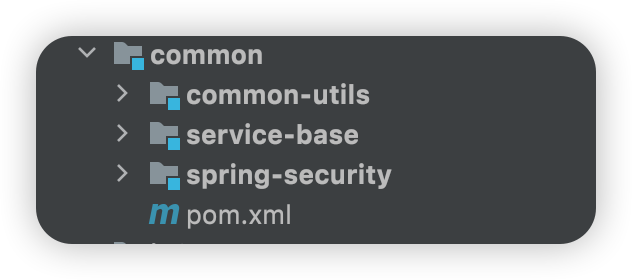 common
common-utils
service-base
spring-security
pom.xml